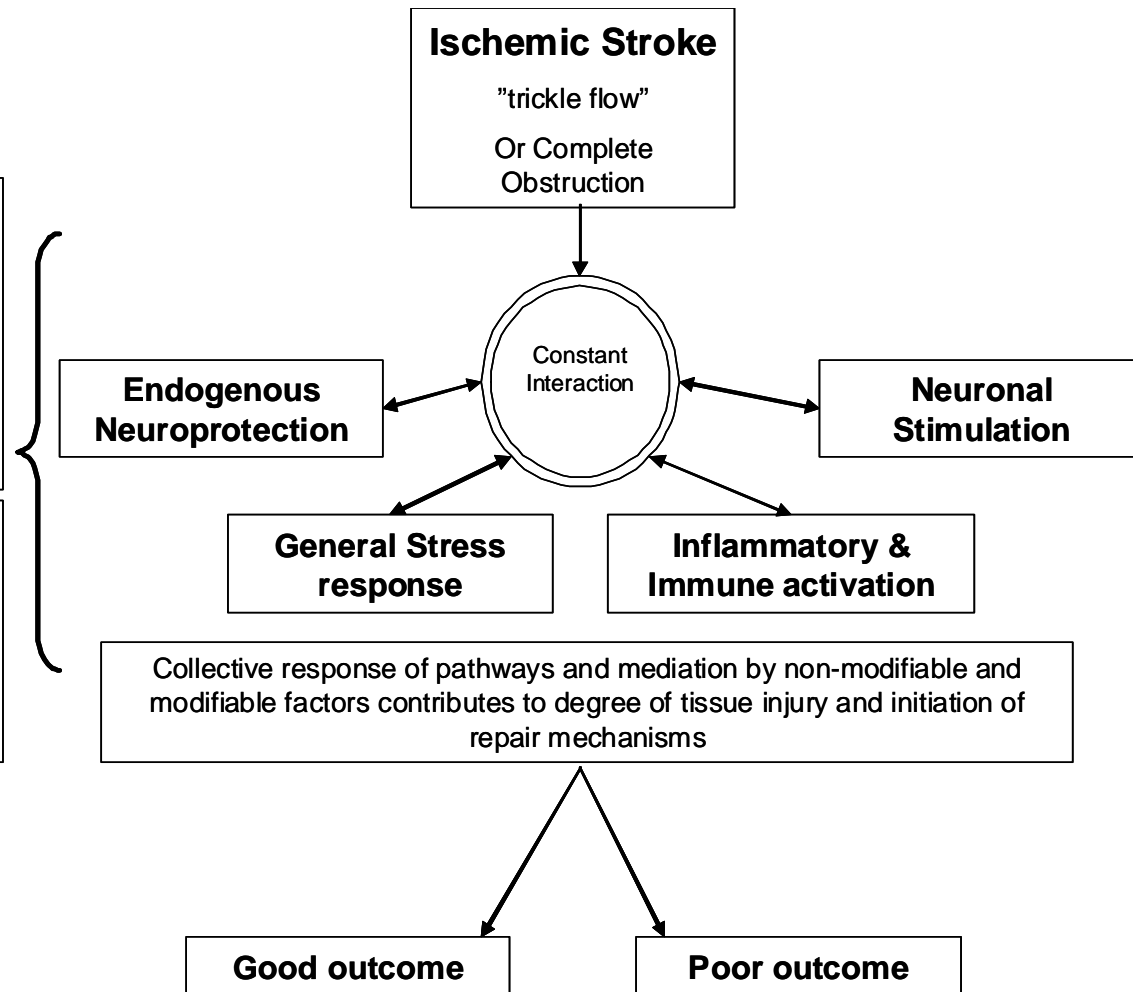 Ischemic Stroke
”trickle flow”
Or Complete
Obstruction
Constant
Interaction
Endogenous
Neuroprotection
Neuronal
Stimulation
General Stress
response
Inflammatory &
Immune activation
Collective response of pathways and mediation by non-modifiable and
modifiable factors contributes to degree of tissue injury and initiation of
repair mechanisms
Good outcome
Poor outcome